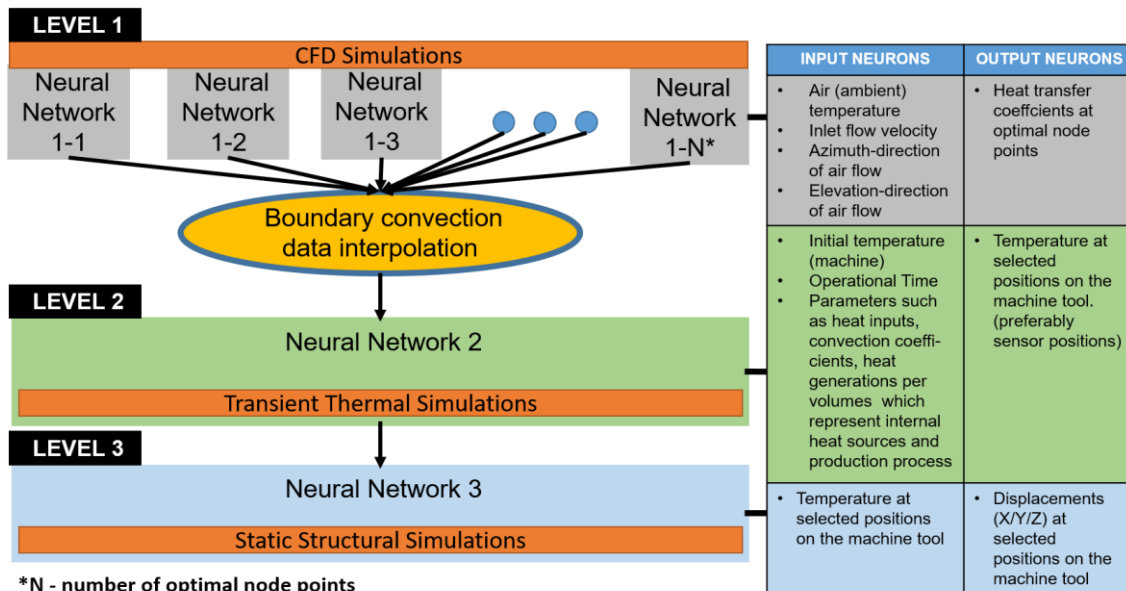 LEVEL 1
CFD Simulations
Neural
Network
1-1
Neural
Network
1-2
Neural
Network
1-3
Neural
Network
1-N*
Boundary convection
data interpolation
LEVEL 2
Neural Network 2
Transient Thermal Simulations
LEVEL 3
Neural Network 3
Static Structural Simulations
*N - number of optimal node points
INPUT NEURONS
OUTPUT NEURONS
• Air (ambient)
temperature
• Inlet flow velocity
• Azimuth-direction
of air flow
• Elevation-direction
of air flow
• Heat transfer
coeffcients at
optimal node
points
• Initial temperature
(machine)
• Operational Time
• Parameters such
as heat inputs,
convection coeffi-
cients, heat
generations per
volumes which
represent internal
heat sources and
production process
• Temperature at
selected
positions on the
machine tool.
(preferably
sensor positions)
• Temperature at
selected positions
on the machine tool
• Displacements
(X/Y/Z) at
selected
positions on the
machine tool